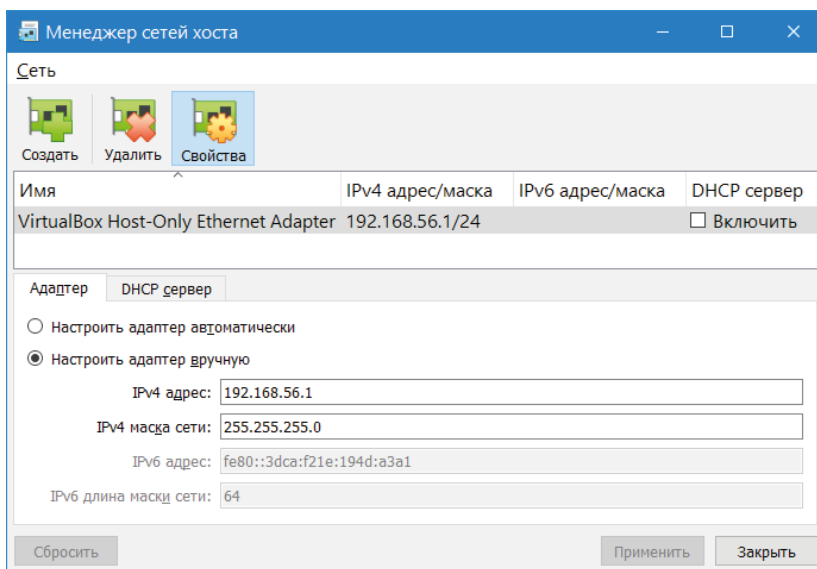 Менеджер сетей хоста
Сеть
Создать Удалить Свойства
Имя IPv4 адрес/маска IPv6 адрес/маска DHCP сервер
VirtualBox Host-Only Ethernet Adapter 192.168.56.1/24 Включить
Адаптер DHCP сервер
Настроить адаптер автоматически
Настроить адаптер вручную
IPv4 адрес: 192.168.56.1
IPv4 маска сети: 255.255.255.0
IPv6 адрес: fe80::3dca:f21e:194d:a3a1
IPv6 длина маски сети: 64
Сбросить Применить Закрыть